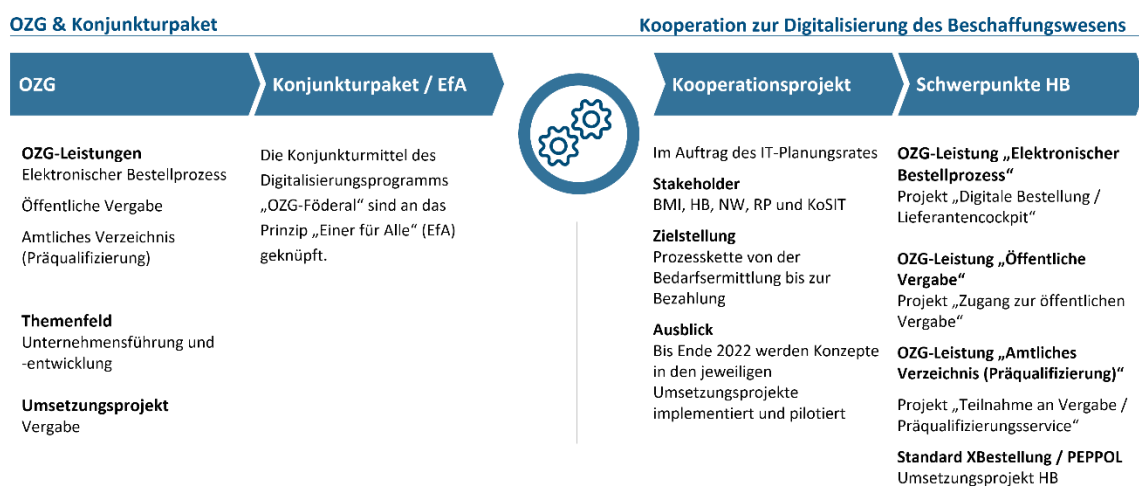 OZG & Konjunkturpaket
OZG
Konjunkturpaket / EfA
OZG-Leistungen
Elektronischer Bestellprozess
Öffentliche Vergabe
Amtliches Verzeichnis
(Präqualifizierung)
Themenfeld
Unternehmensführung und
-entwicklung
Umsetzungsprojekt
Vergabe
Die Konjunkturmittel des
Digitalisierungsprogramms
„OZG-Föderal“ sind an das
Prinzip „Einer für Alle“ (EfA)
geknüpft.
Kooperation zur Digitalisierung des Beschaffungswesens
Kooperationsprojekt
Schwerpunkte HB
Im Auftrag des IT-Planungsrates
Stakeholder
BMI, HB, NW, RP und KoSIT
Zielstellung
Prozesskette von der
Bedarfsermittlung bis zur
Bezahlung
Ausblick
Bis Ende 2022 werden Konzepte
in den jeweiligen
Umsetzungsprojekte
implementiert und pilotiert
OZG-Leistung „Elektronischer
Bestellprozess“
Projekt „Digitale Bestellung /
Lieferantencockpit“
OZG-Leistung „Öffentliche
Vergabe“
Projekt „Zugang zur öffentlichen
Vergabe“
OZG-Leistung „Amtliches
Verzeichnis (Präqualifizierung)“
Projekt „Teilnahme an Vergabe /
Präqualifizierungsservice“
Standard XBestellung / PEPPOL
Umsetzungsprojekt HB